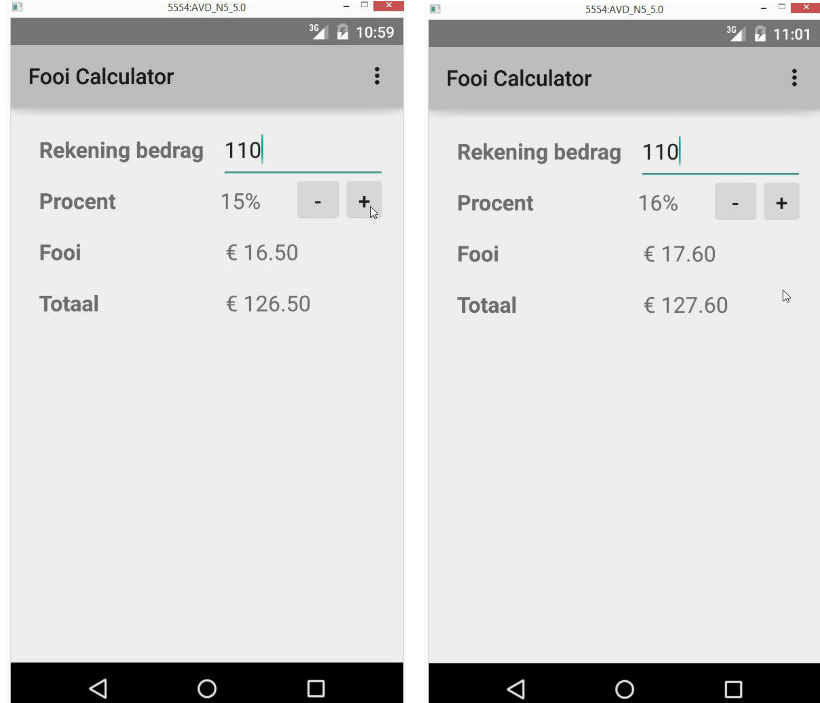 5554:AVD_N5_5.0
3G 10:59
Fooi Calculator
Rekening bedrag 110
Procent 15% - +
Fooi € 16.50
Totaal € 126.50
5554:AVD_N5_5.0
3G 11:01
Fooi Calculator
Rekening bedrag 110
Procent 16% - +
Fooi € 17.60
Totaal € 127.60